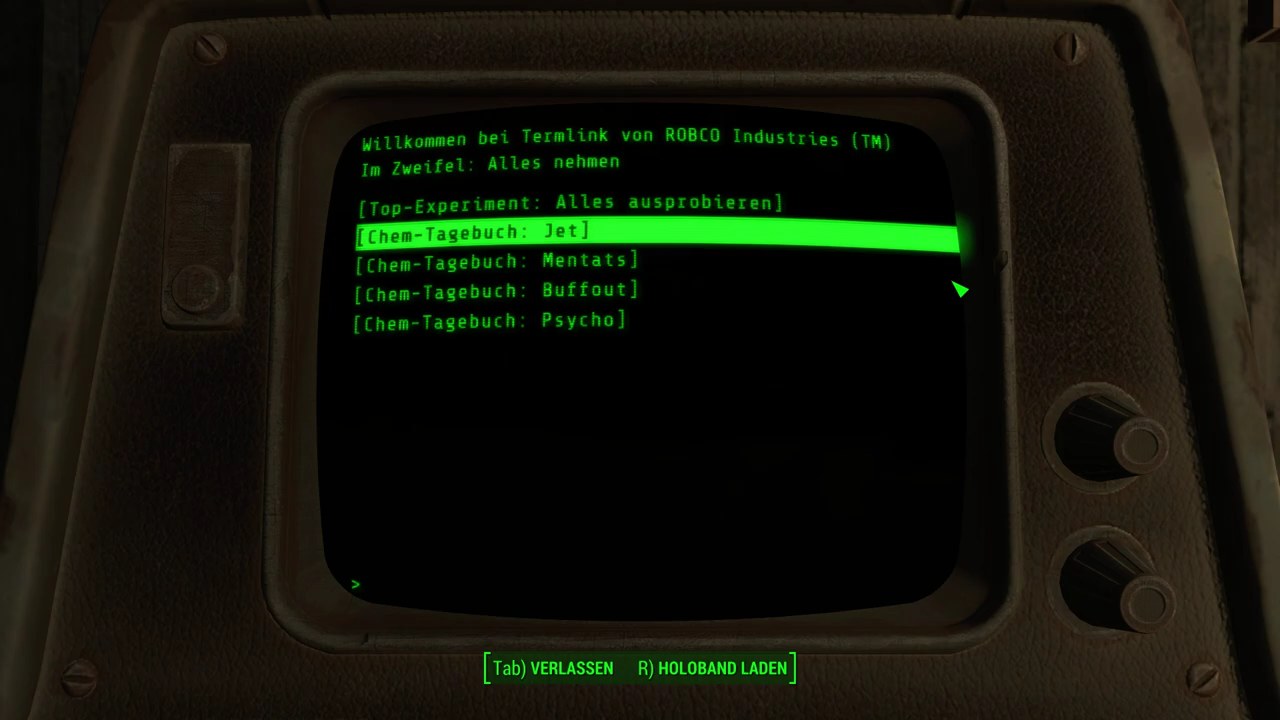 Willkommen bei Termlink von ROBCO Industries (TM)
Im Zweifel: Alles nehmen
[Top-Experiment: Alles ausprobieren]
[Chem-Tagebuch: Jet]
[Chem-Tagebuch: Mentats]
[Chem-Tagebuch: Buffout]
[Chem-Tagebuch: Psycho]
>
[Tab) VERLASSEN R) HOLOBAND LADEN]